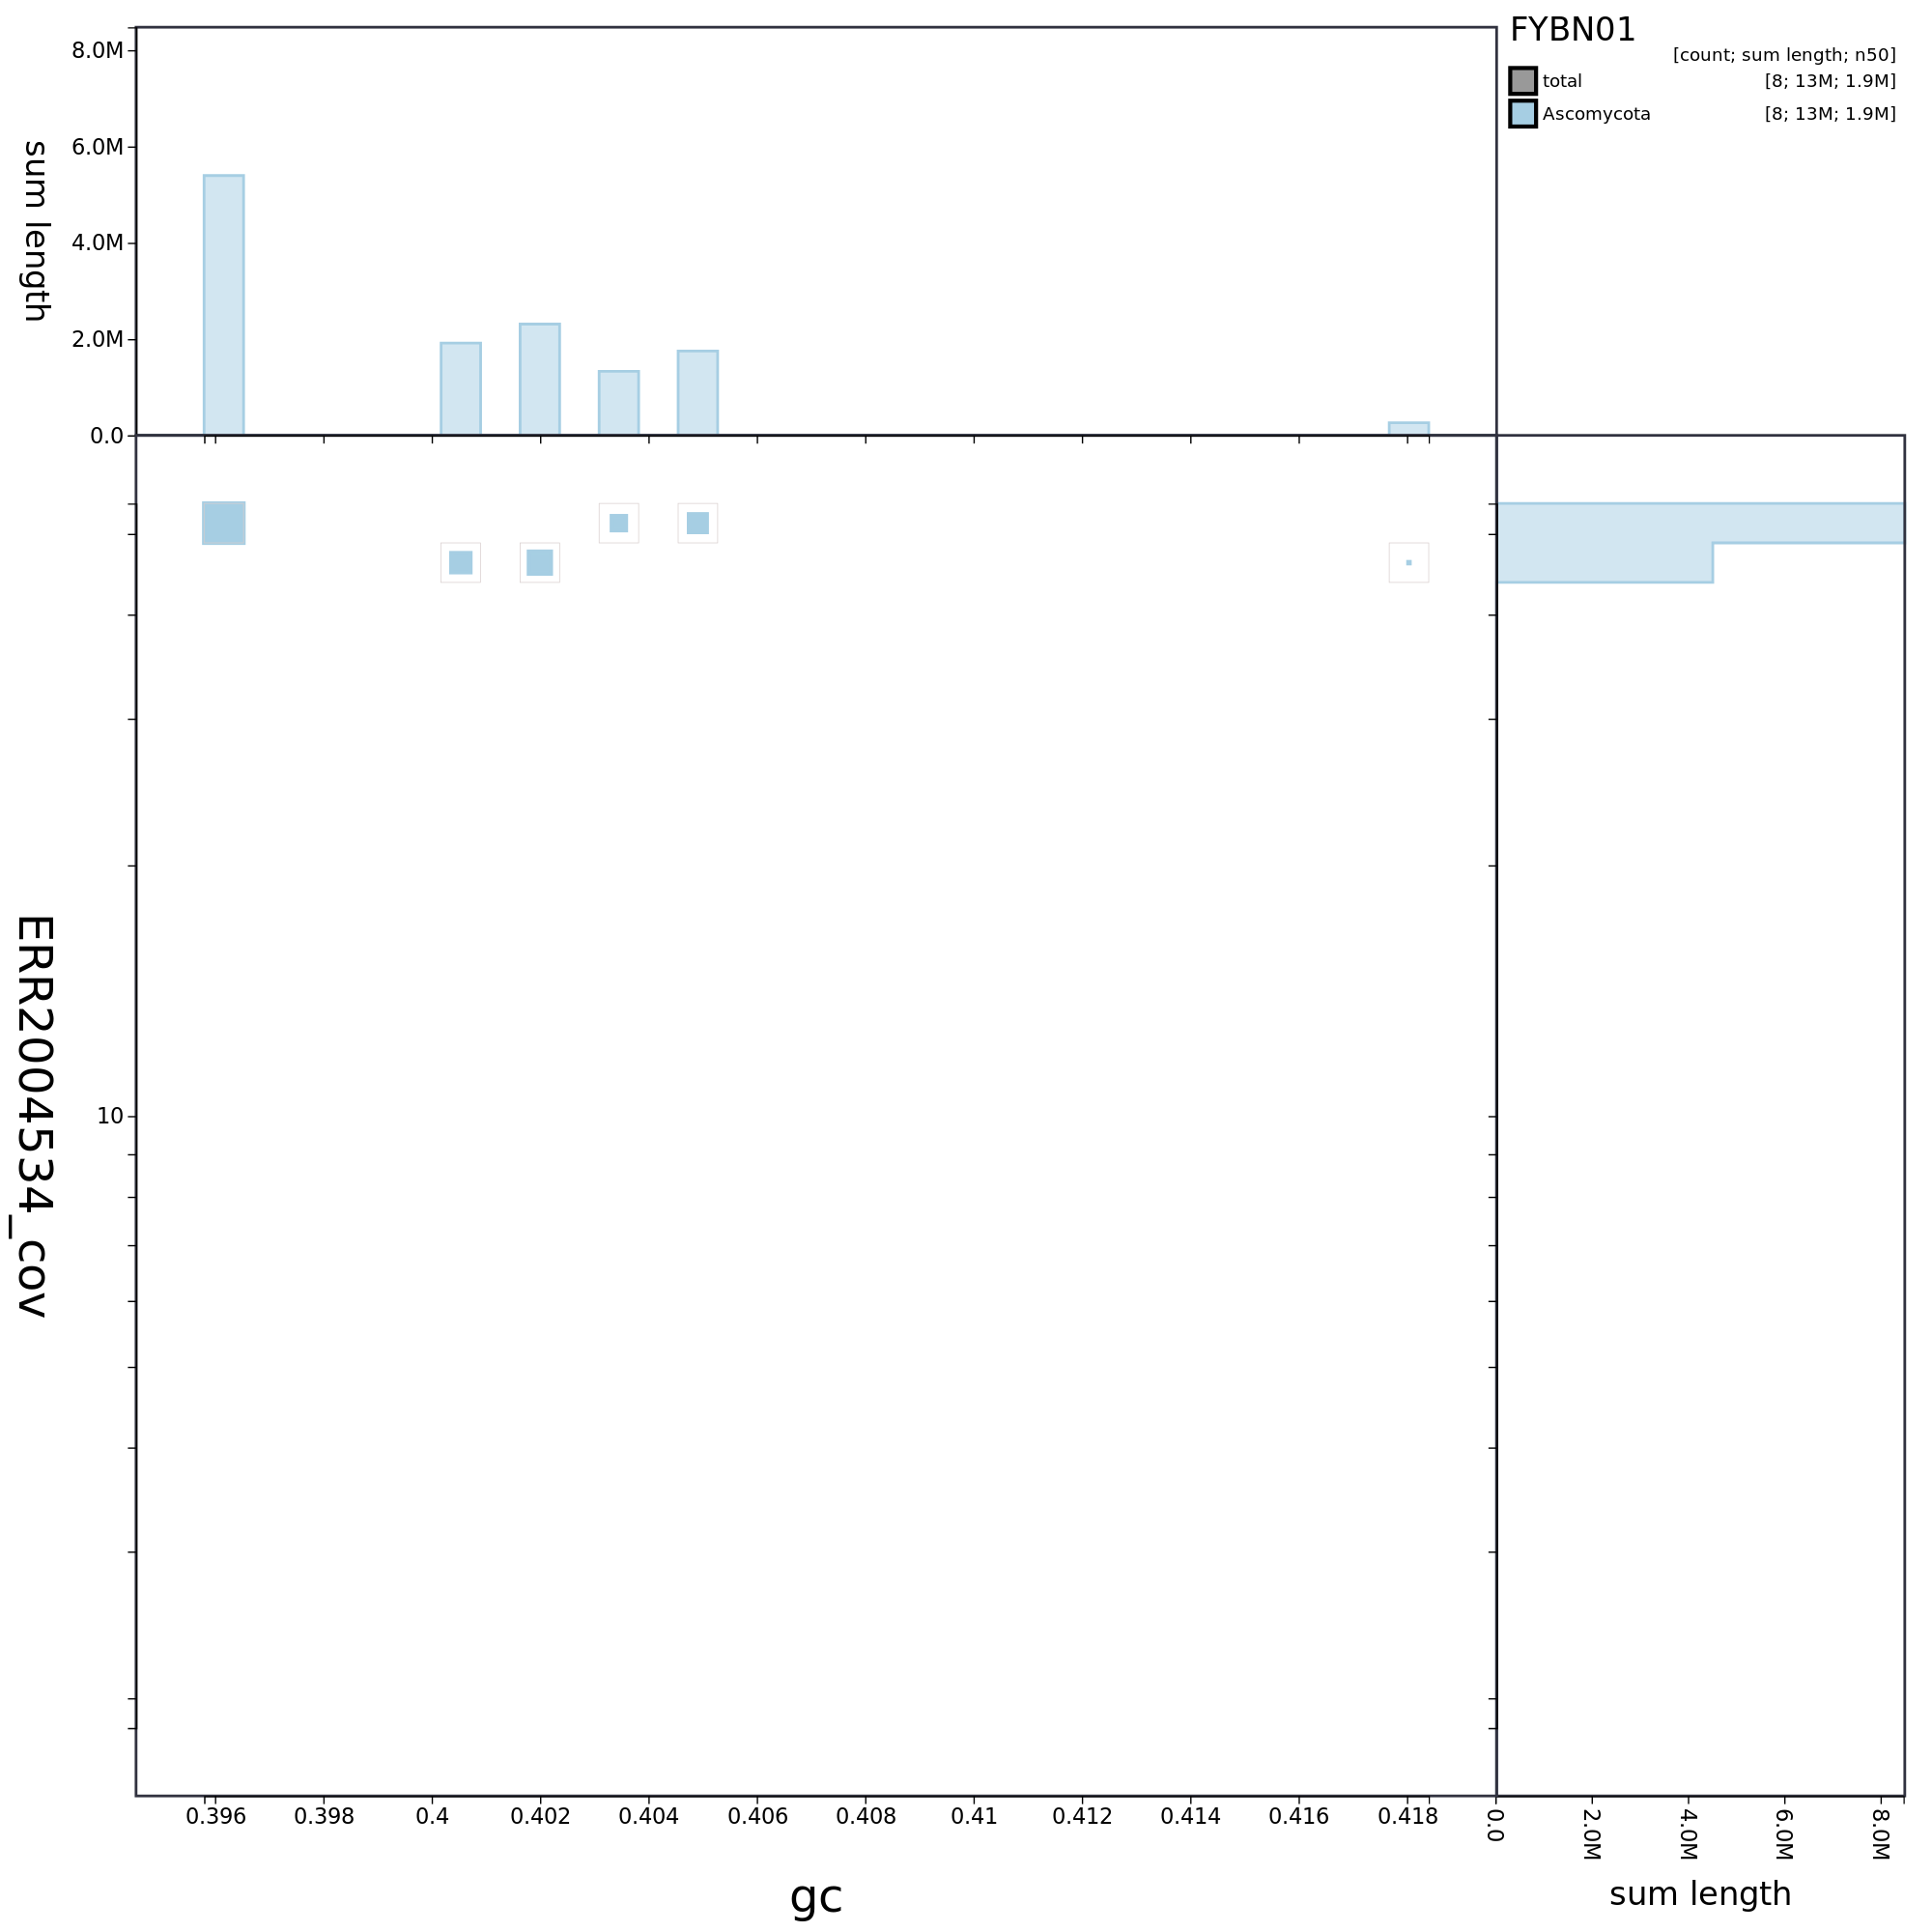 FYBN01
[count; sum length; n50]
total [8; 13M; 1.9M]
Ascomycota [8; 13M; 1.9M]
sum length
8.0M
6.0M
4.0M
2.0M
0.0
ERR2004534_cov
10
0.396 0.398 0.4 0.402 0.404 0.406 0.408 0.41 0.412 0.414 0.416 0.418
gc
0.0 2.0M 4.0M 6.0M 8.0M
sum length